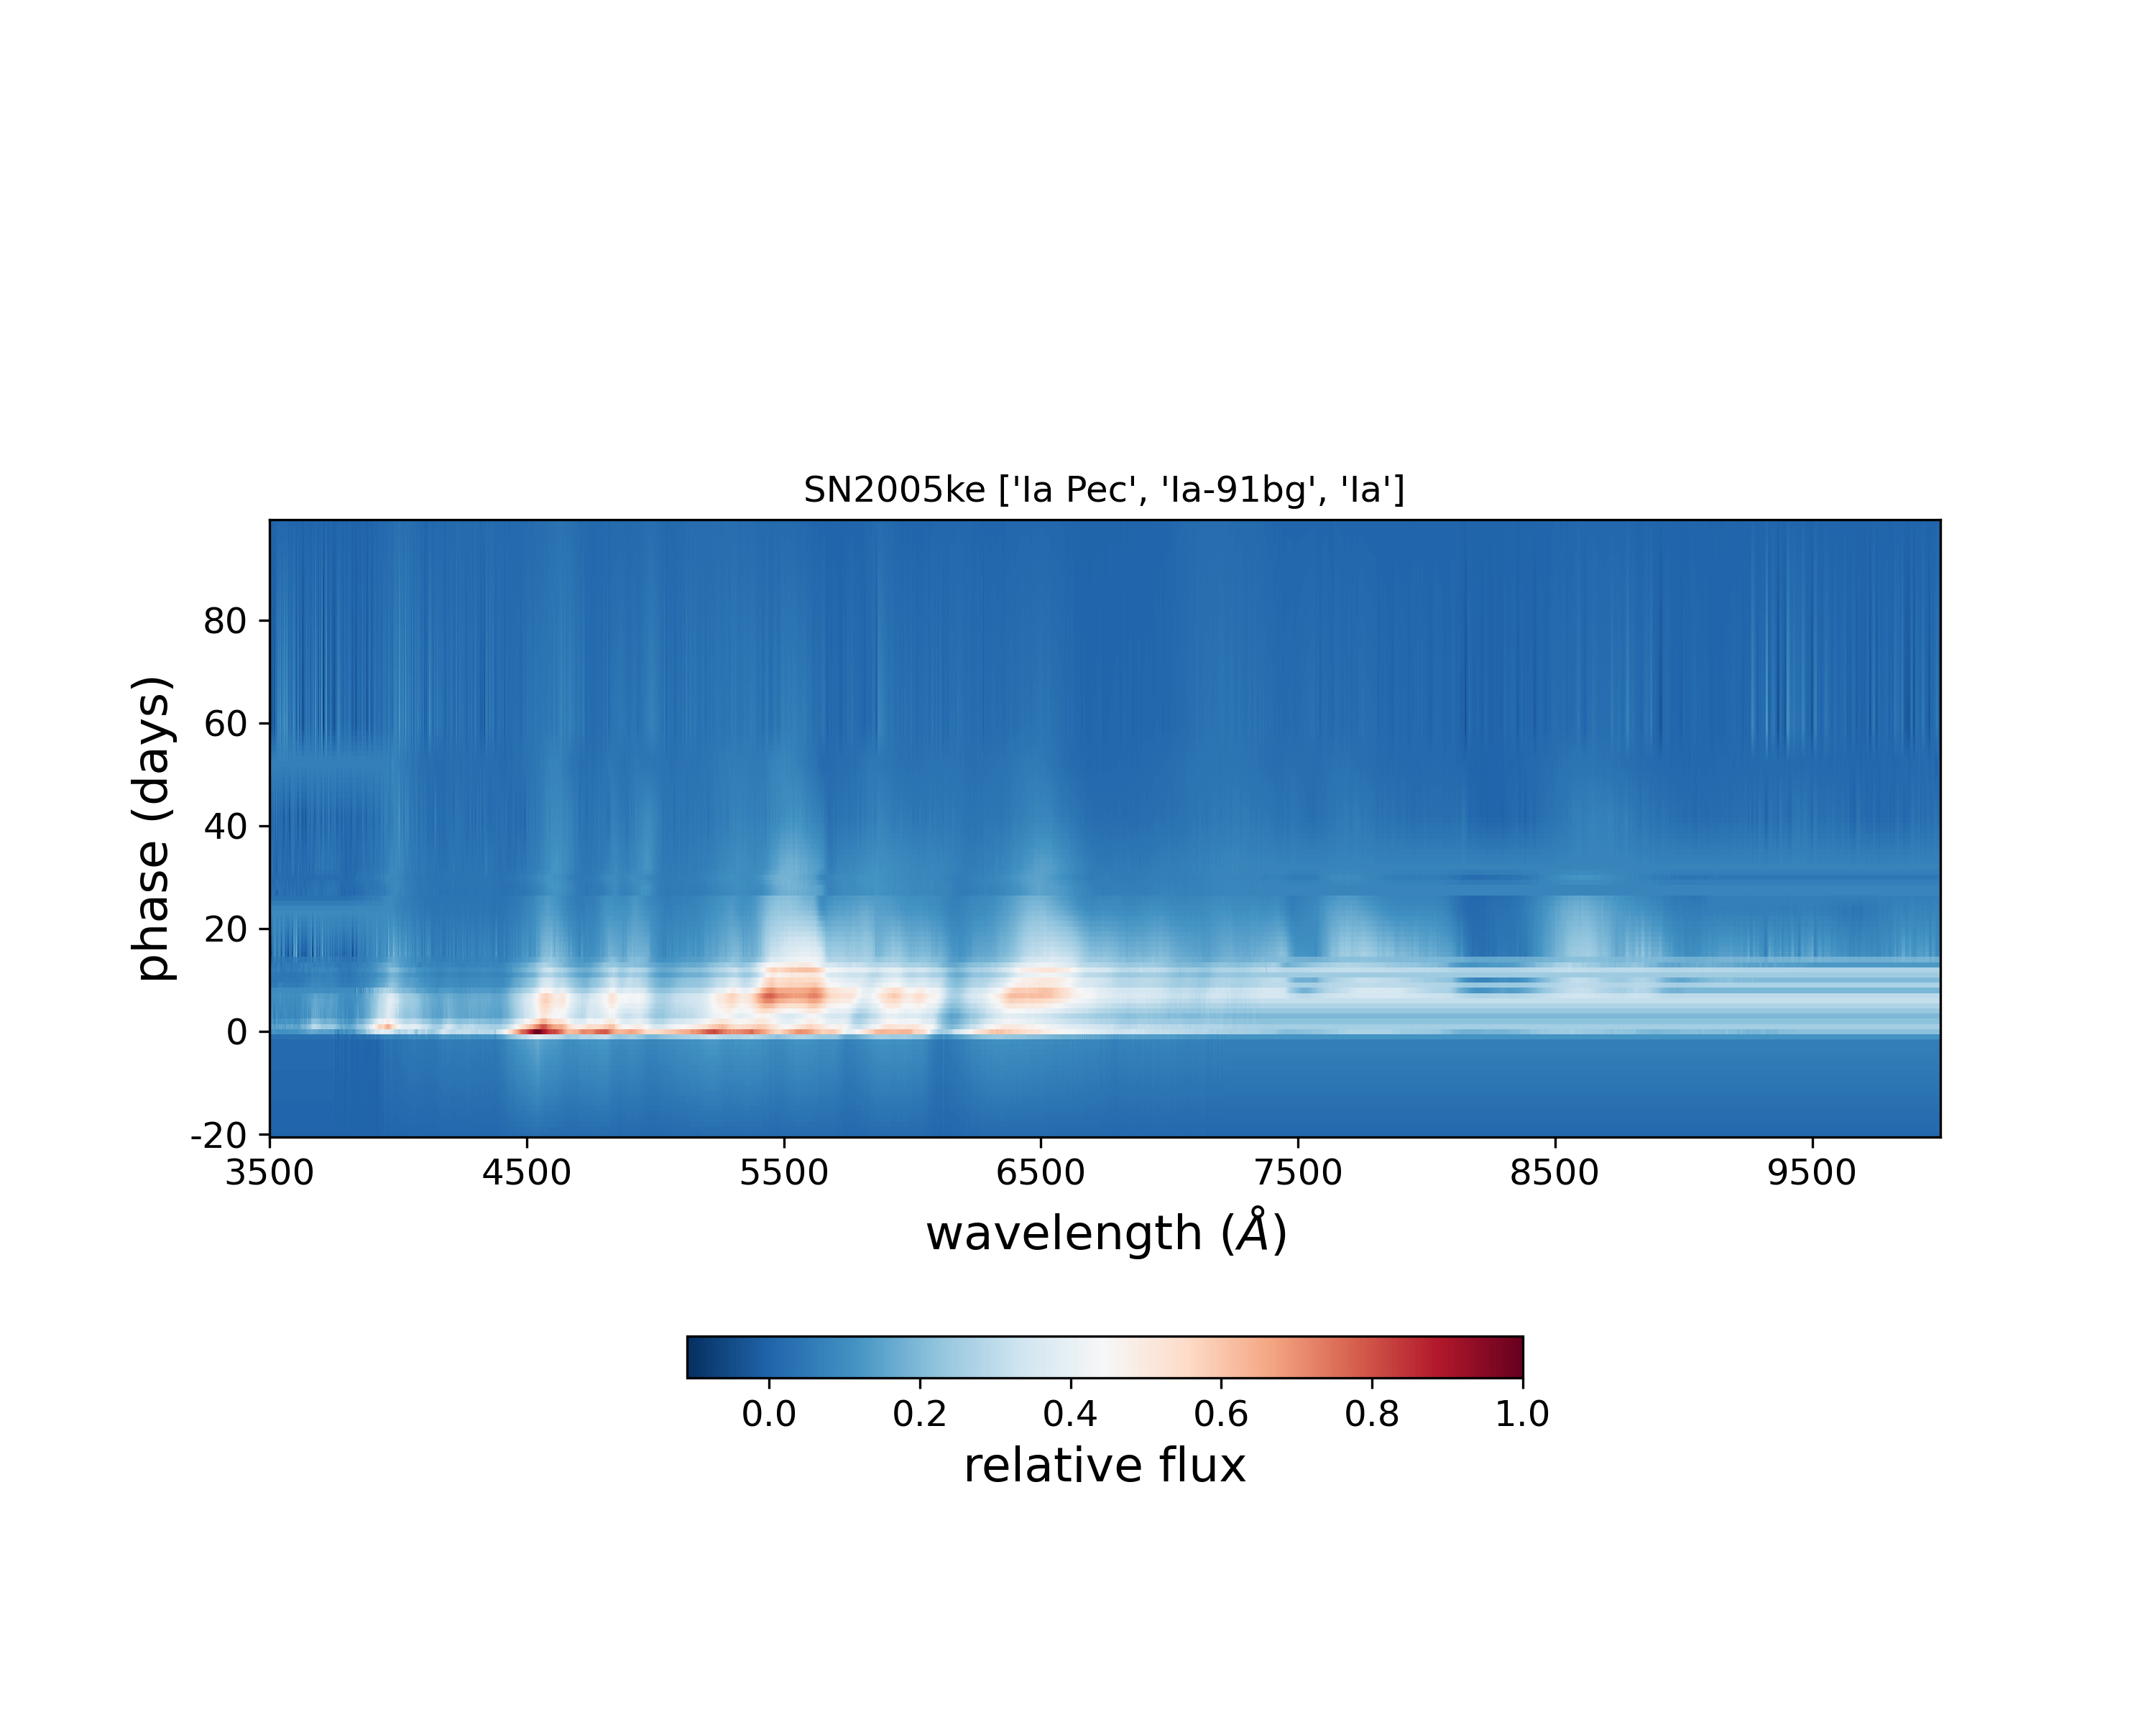 SN2005ke ['Ia Pec', 'Ia-91bg', 'Ia']
80
60
40
20
0
-20
phase (days)
3500 4500 5500 6500 7500 8500 9500
wavelength (Å)
0.0 0.2 0.4 0.6 0.8 1.0
relative flux